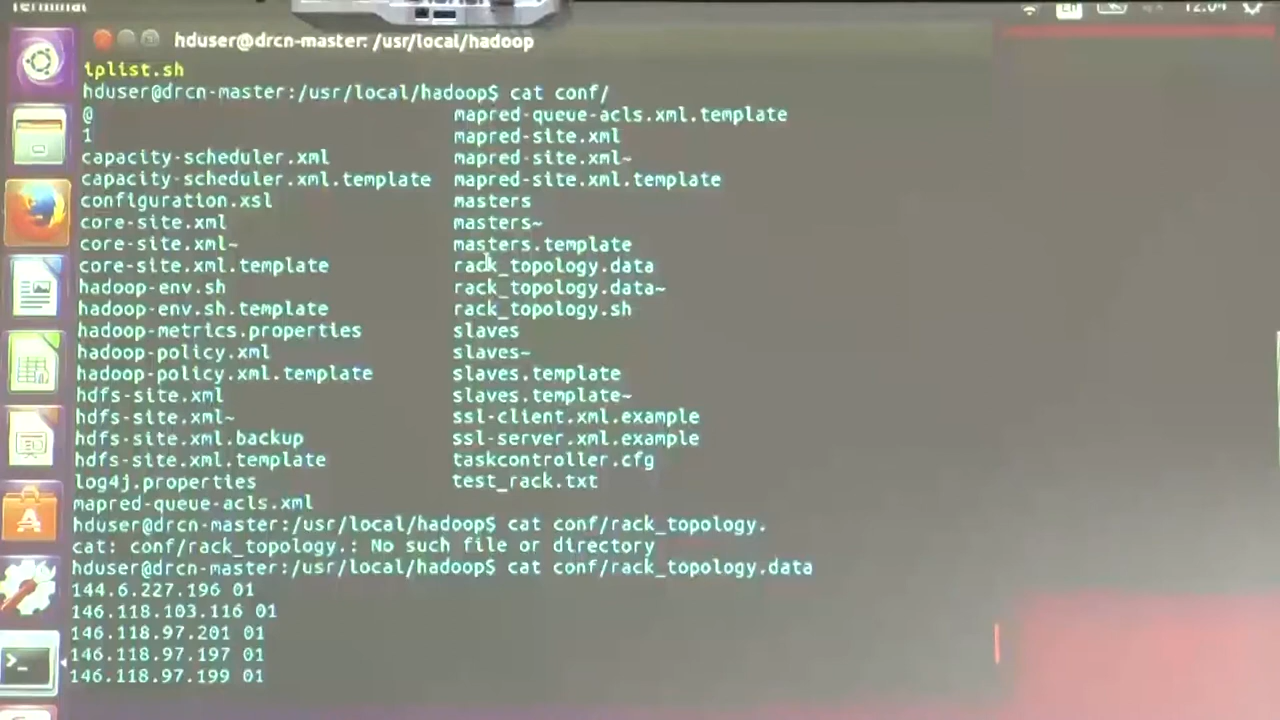 Terminal
12:04
hduser@drcn-master: /usr/local/hadoop
iplist.sh
hduser@drcn-master:/usr/local/hadoop$ cat conf/
@ mapred-queue-acls.xml.template
1 mapred-site.xml
capacity-scheduler.xml mapred-site.xml~
capacity-scheduler.xml.template mapred-site.xml.template
configuration.xsl masters
core-site.xml masters~
core-site.xml~ masters.template
core-site.xml.template rack_topology.data
hadoop-env.sh rack_topology.data~
hadoop-env.sh.template rack_topology.sh
hadoop-metrics.properties slaves
hadoop-policy.xml slaves~
hadoop-policy.xml.template slaves.template
hdfs-site.xml slaves.template~
hdfs-site.xml~ ssl-client.xml.example
hdfs-site.xml.backup ssl-server.xml.example
hdfs-site.xml.template taskcontroller.cfg
log4j.properties test_rack.txt
mapred-queue-acls.xml
hduser@drcn-master:/usr/local/hadoop$ cat conf/rack_topology.
cat: conf/rack_topology.: No such file or directory
hduser@drcn-master:/usr/local/hadoop$ cat conf/rack_topology.data
144.6.227.196 01
146.118.103.116 01
146.118.97.201 01
146.118.97.197 01
146.118.97.199 01